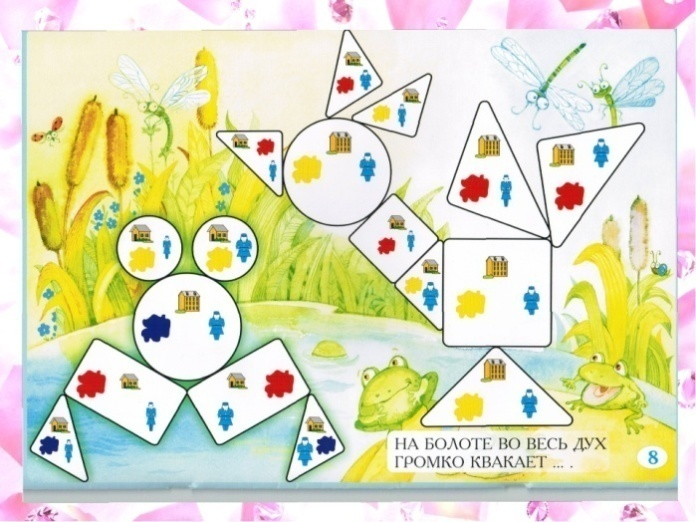 НА БОЛОТЕ ВО ВЕСЬ ДУХ
ГРОМКО КВАКАЕТ ... .
8